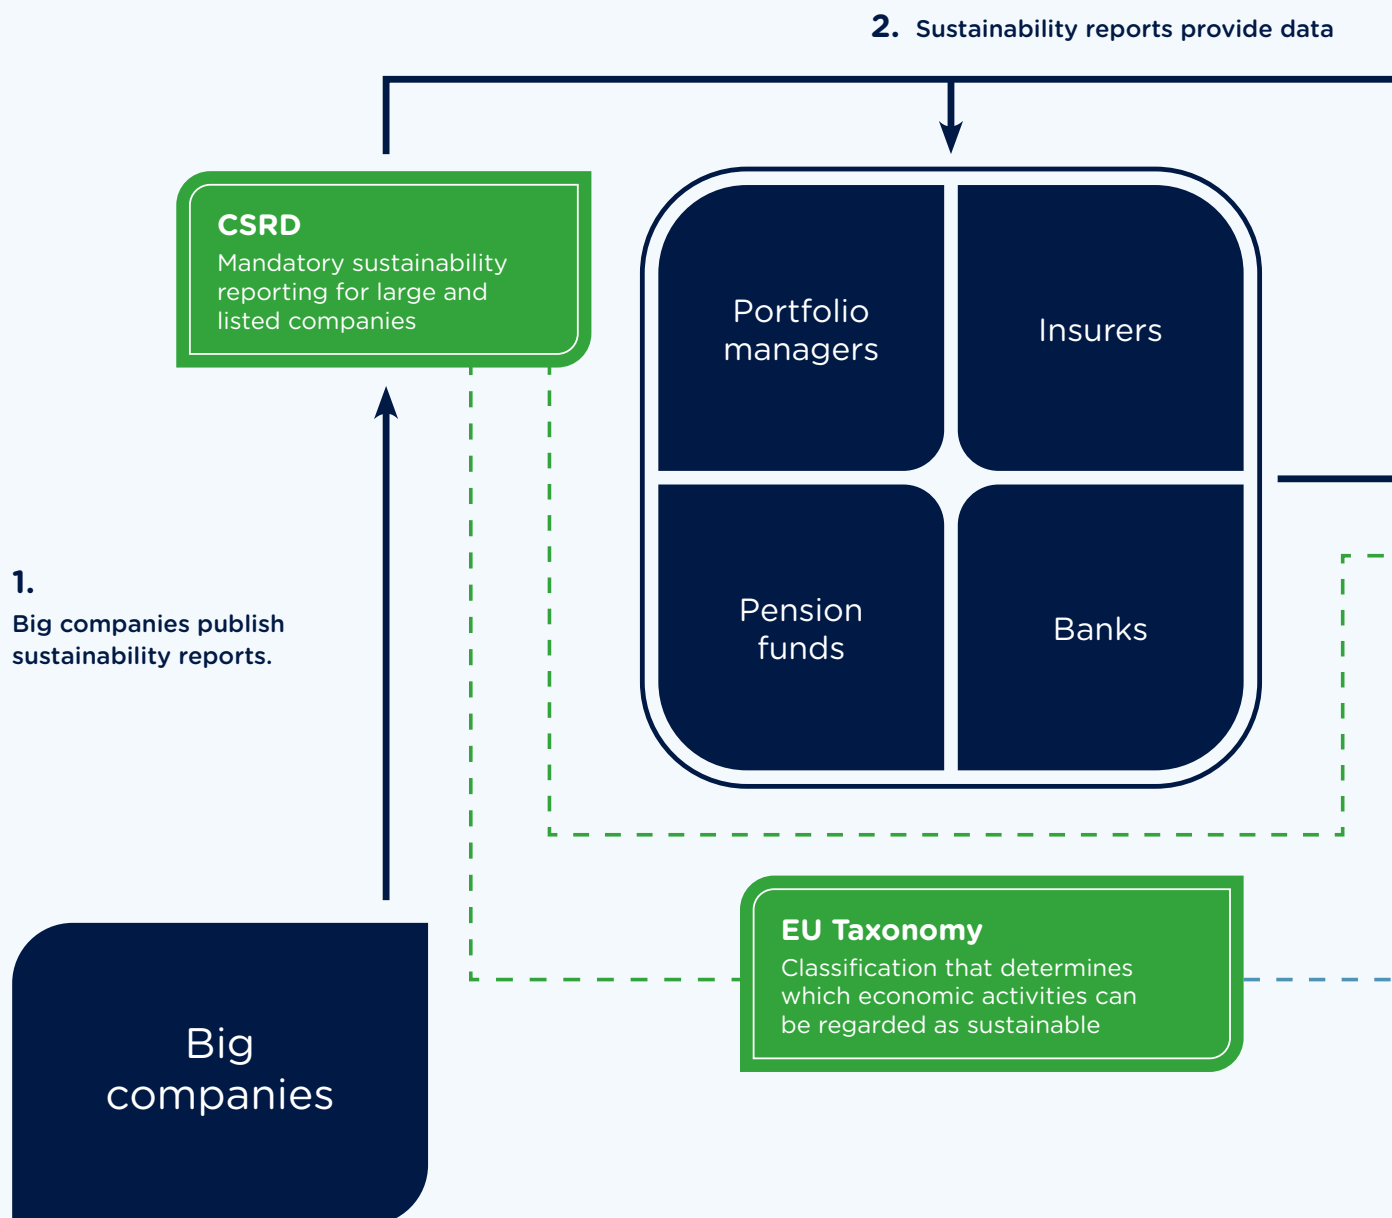 2. Sustainability reports provide data
CSRD
Mandatory sustainability
reporting for large and
listed companies
Portfolio
managers
Insurers
Pension
funds
Banks
1.
Big companies publish
sustainability reports.
EU Taxonomy
Classification that determines
which economic activities can
be regarded as sustainable
Big
companies